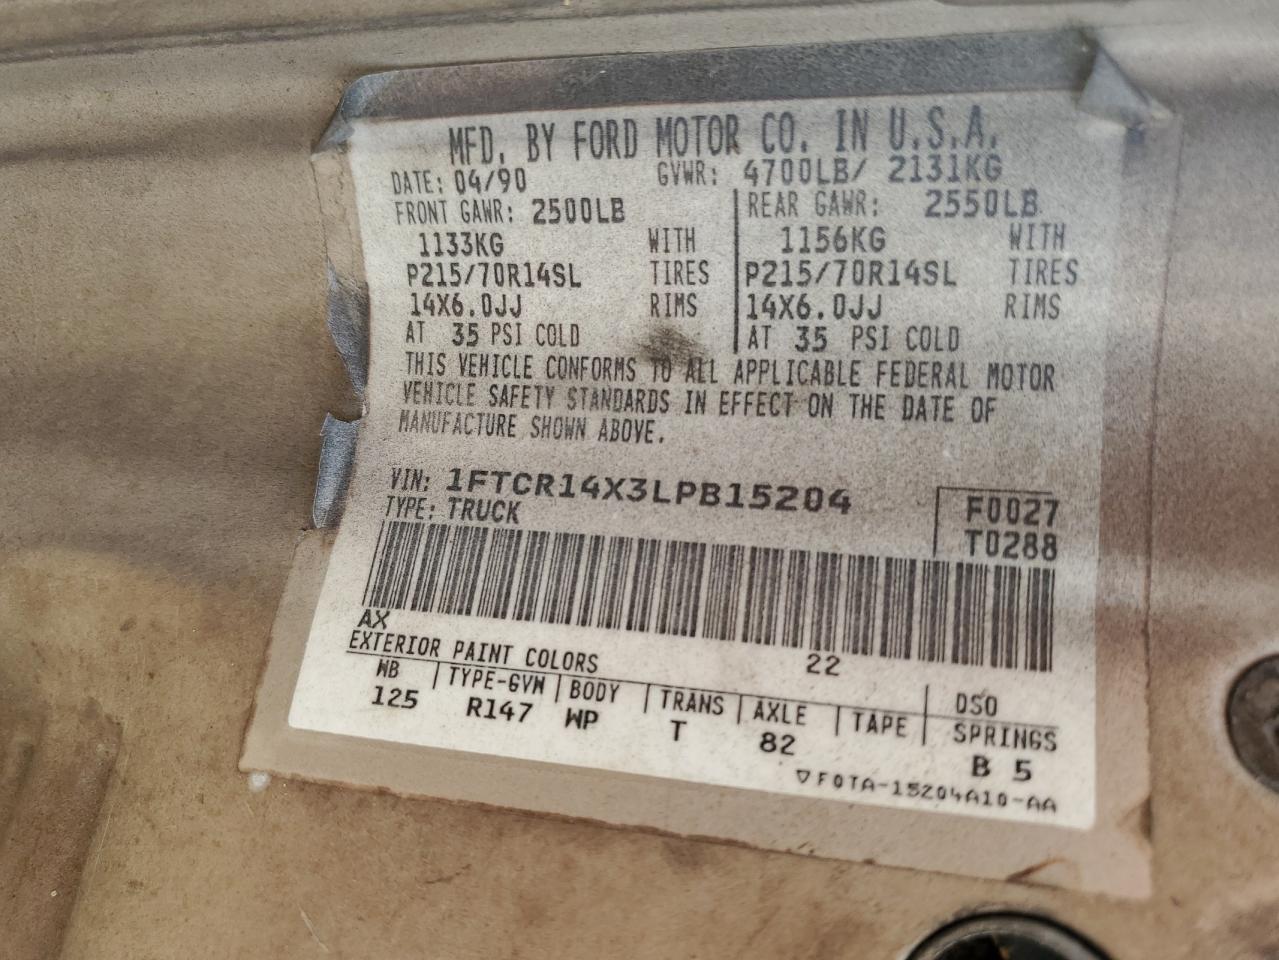 MFD. BY FORD MOTOR CO. IN U.S.A.
DATE: 04/90 GVWR: 4700LB/ 2131KG
FRONT GAWR: 2500LB REAR GAWR: 2550LB
1133KG WITH 1156KG WITH
P215/70R14SL TIRES P215/70R14SL TIRES
14X6.0JJ RIMS 14X6.0JJ RIMS
AT 35 PSI COLD AT 35 PSI COLD
THIS VEHICLE CONFORMS TO ALL APPLICABLE FEDERAL MOTOR
VEHICLE SAFETY STANDARDS IN EFFECT ON THE DATE OF
MANUFACTURE SHOWN ABOVE.
VIN: 1FTCR14X3LPB15204 F0027
TYPE: TRUCK T0288
AX
EXTERIOR PAINT COLORS 22 DSO
WB TYPE-GVW BODY TRANS AXLE TAPE SPRINGS
125 R147 WP T 82 B 5
▽F0TA-15204A10-AA